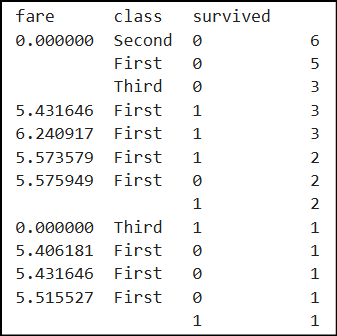 fare class survived
0.000000 Second 0 6
First 0 5
Third 0 3
5.431646 First 1 3
6.240917 First 1 3
5.573579 First 1 2
5.575949 First 0 2
1 2
0.000000 Third 1 1
5.406181 First 0 1
5.431646 First 0 1
5.515527 First 0 1
1 1